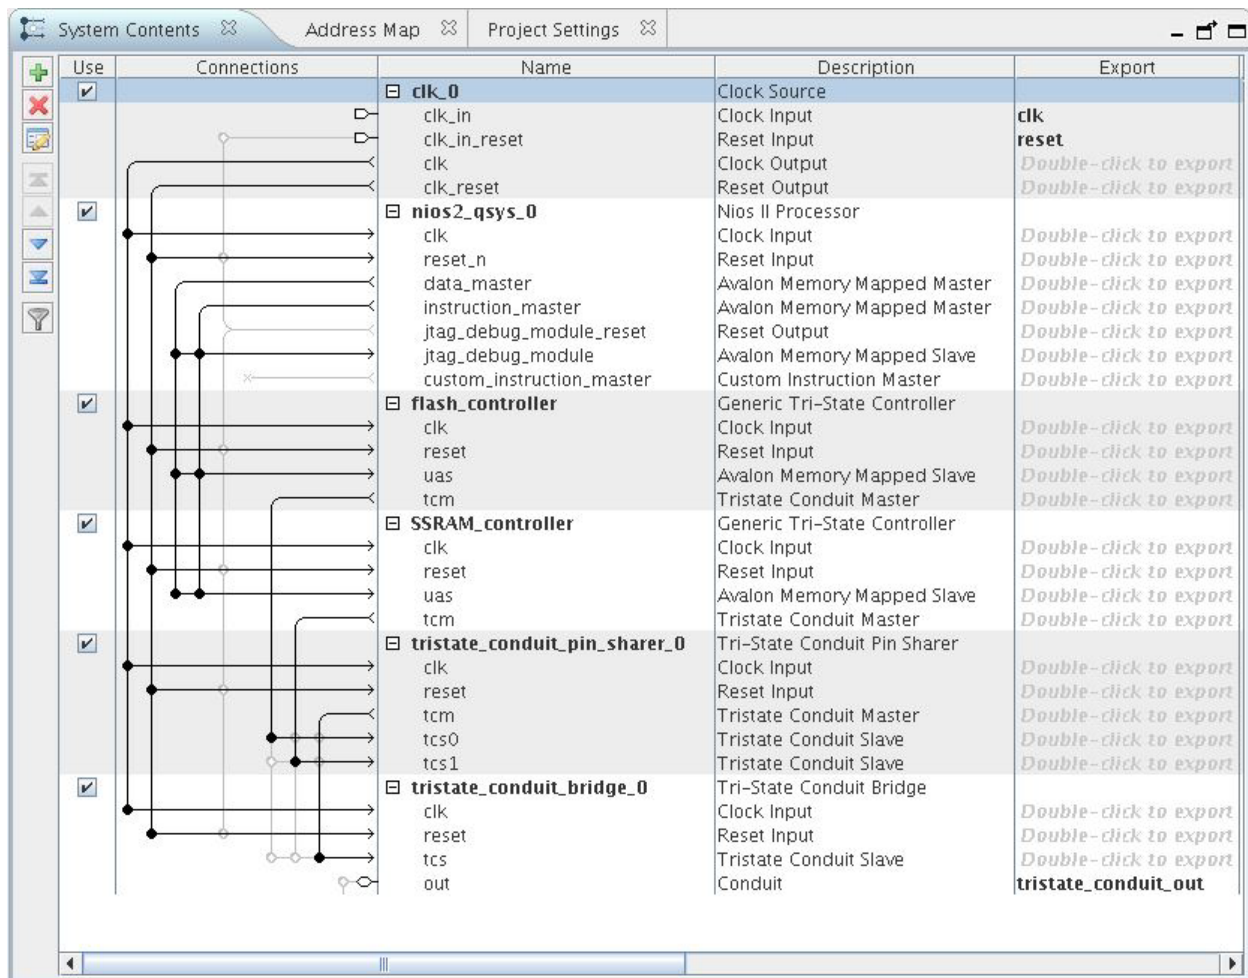 System Contents Address Map Project Settings
Use Connections Name Description Export
clk_0 Clock Source
clk_in Clock Input clk
clk_in_reset Reset Input reset
clk Clock Output Double-click to export
clk_reset Reset Output Double-click to export
nios2_qsys_0 Nios II Processor
clk Clock Input Double-click to export
reset_n Reset Input Double-click to export
data_master Avalon Memory Mapped Master Double-click to export
instruction_master Avalon Memory Mapped Master Double-click to export
jtag_debug_module_reset Reset Output Double-click to export
jtag_debug_module Avalon Memory Mapped Slave Double-click to export
custom_instruction_master Custom Instruction Master Double-click to export
flash_controller Generic Tri-State Controller
clk Clock Input Double-click to export
reset Reset Input Double-click to export
uas Avalon Memory Mapped Slave Double-click to export
tcm Tristate Conduit Master Double-click to export
SSRAM_controller Generic Tri-State Controller
clk Clock Input Double-click to export
reset Reset Input Double-click to export
uas Avalon Memory Mapped Slave Double-click to export
tcm Tristate Conduit Master Double-click to export
tristate_conduit_pin_sharer_0 Tri-State Conduit Pin Sharer
clk Clock Input Double-click to export
reset Reset Input Double-click to export
tcm Tristate Conduit Master Double-click to export
tcs0 Tristate Conduit Slave Double-click to export
tcs1 Tristate Conduit Slave Double-click to export
tristate_conduit_bridge_0 Tri-State Conduit Bridge
clk Clock Input Double-click to export
reset Reset Input Double-click to export
tcs Tristate Conduit Slave Double-click to export
out Conduit tristate_conduit_out